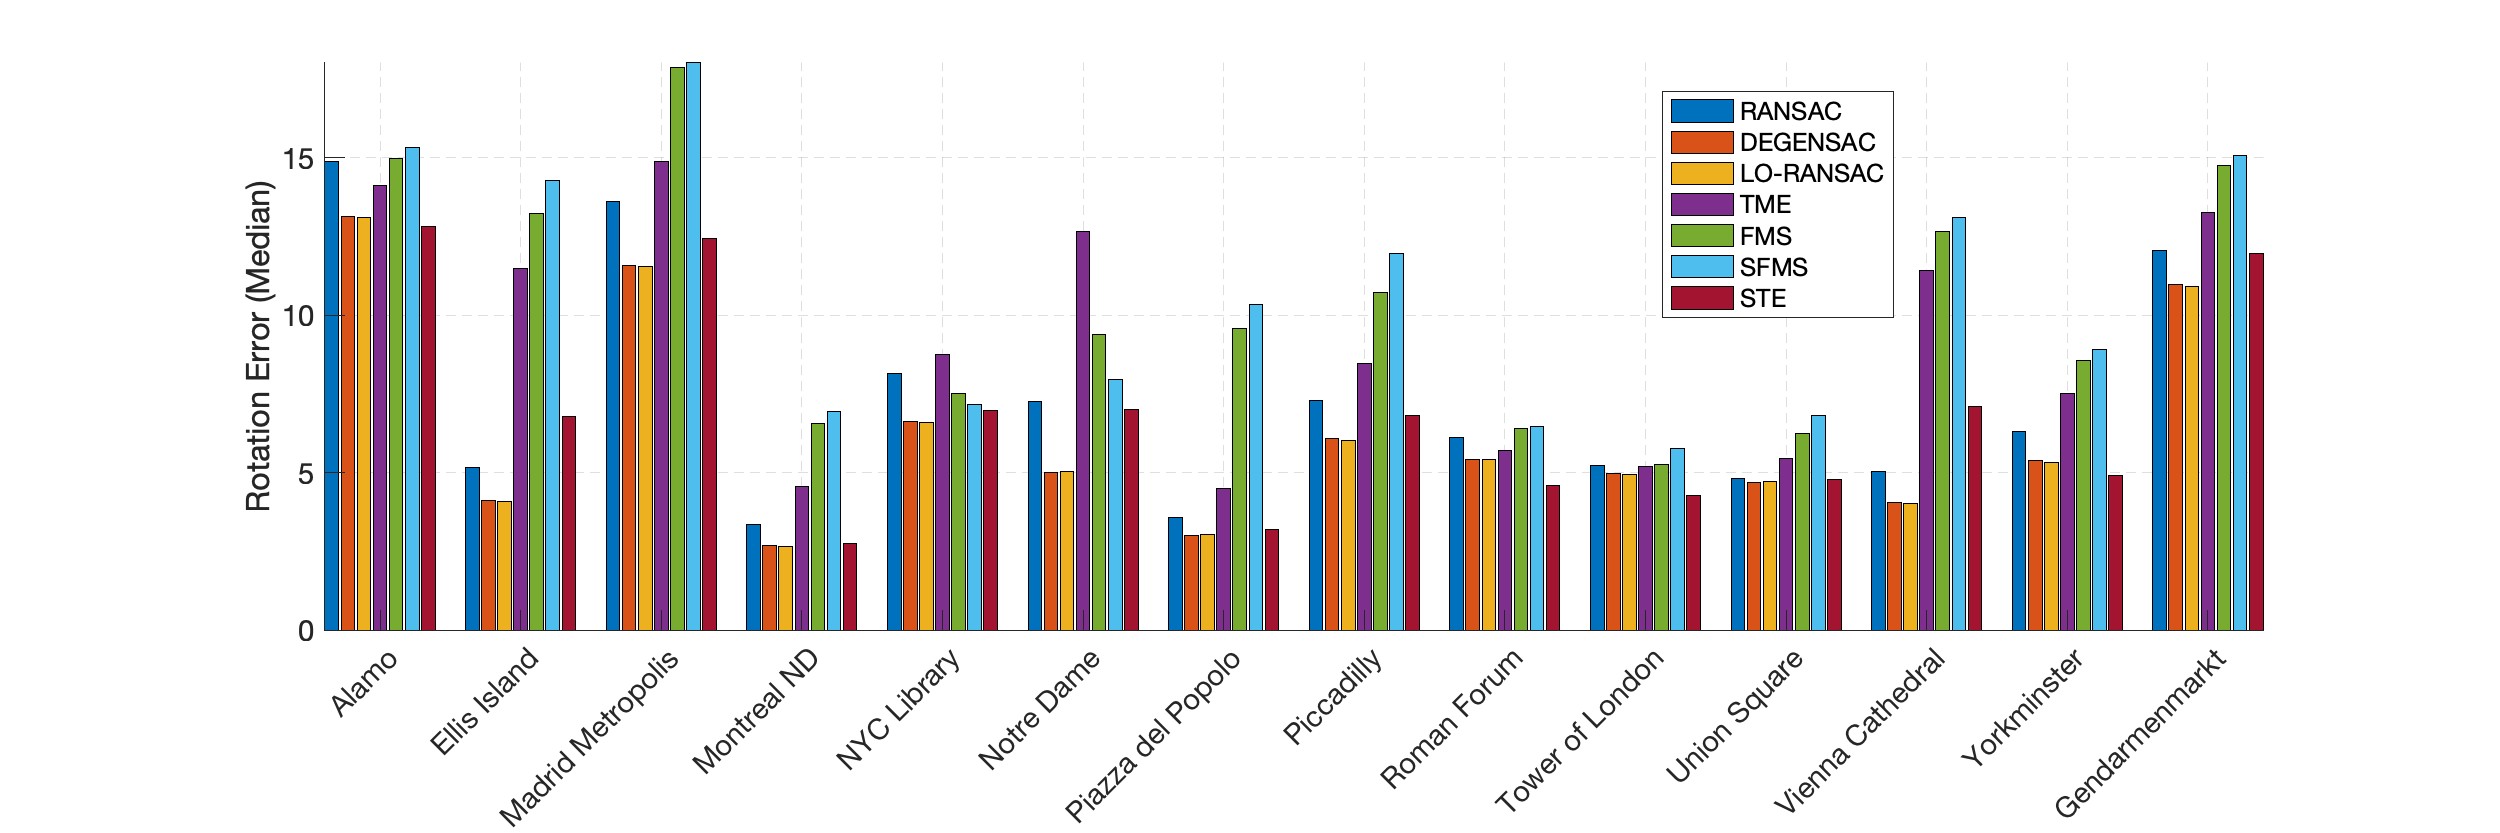 Rotation Error (Median)
15
10
5
0
RANSAC
DEGENSAC
LO-RANSAC
TME
FMS
SFMS
STE
Alamo
Ellis Island
Madrid Metropolis
Montreal ND
NYC Library
Notre Dame
Piazza del Popolo
Piccadilly
Roman Forum
Tower of London
Union Square
Vienna Cathedral
Yorkminster
Gendarmenmarkt